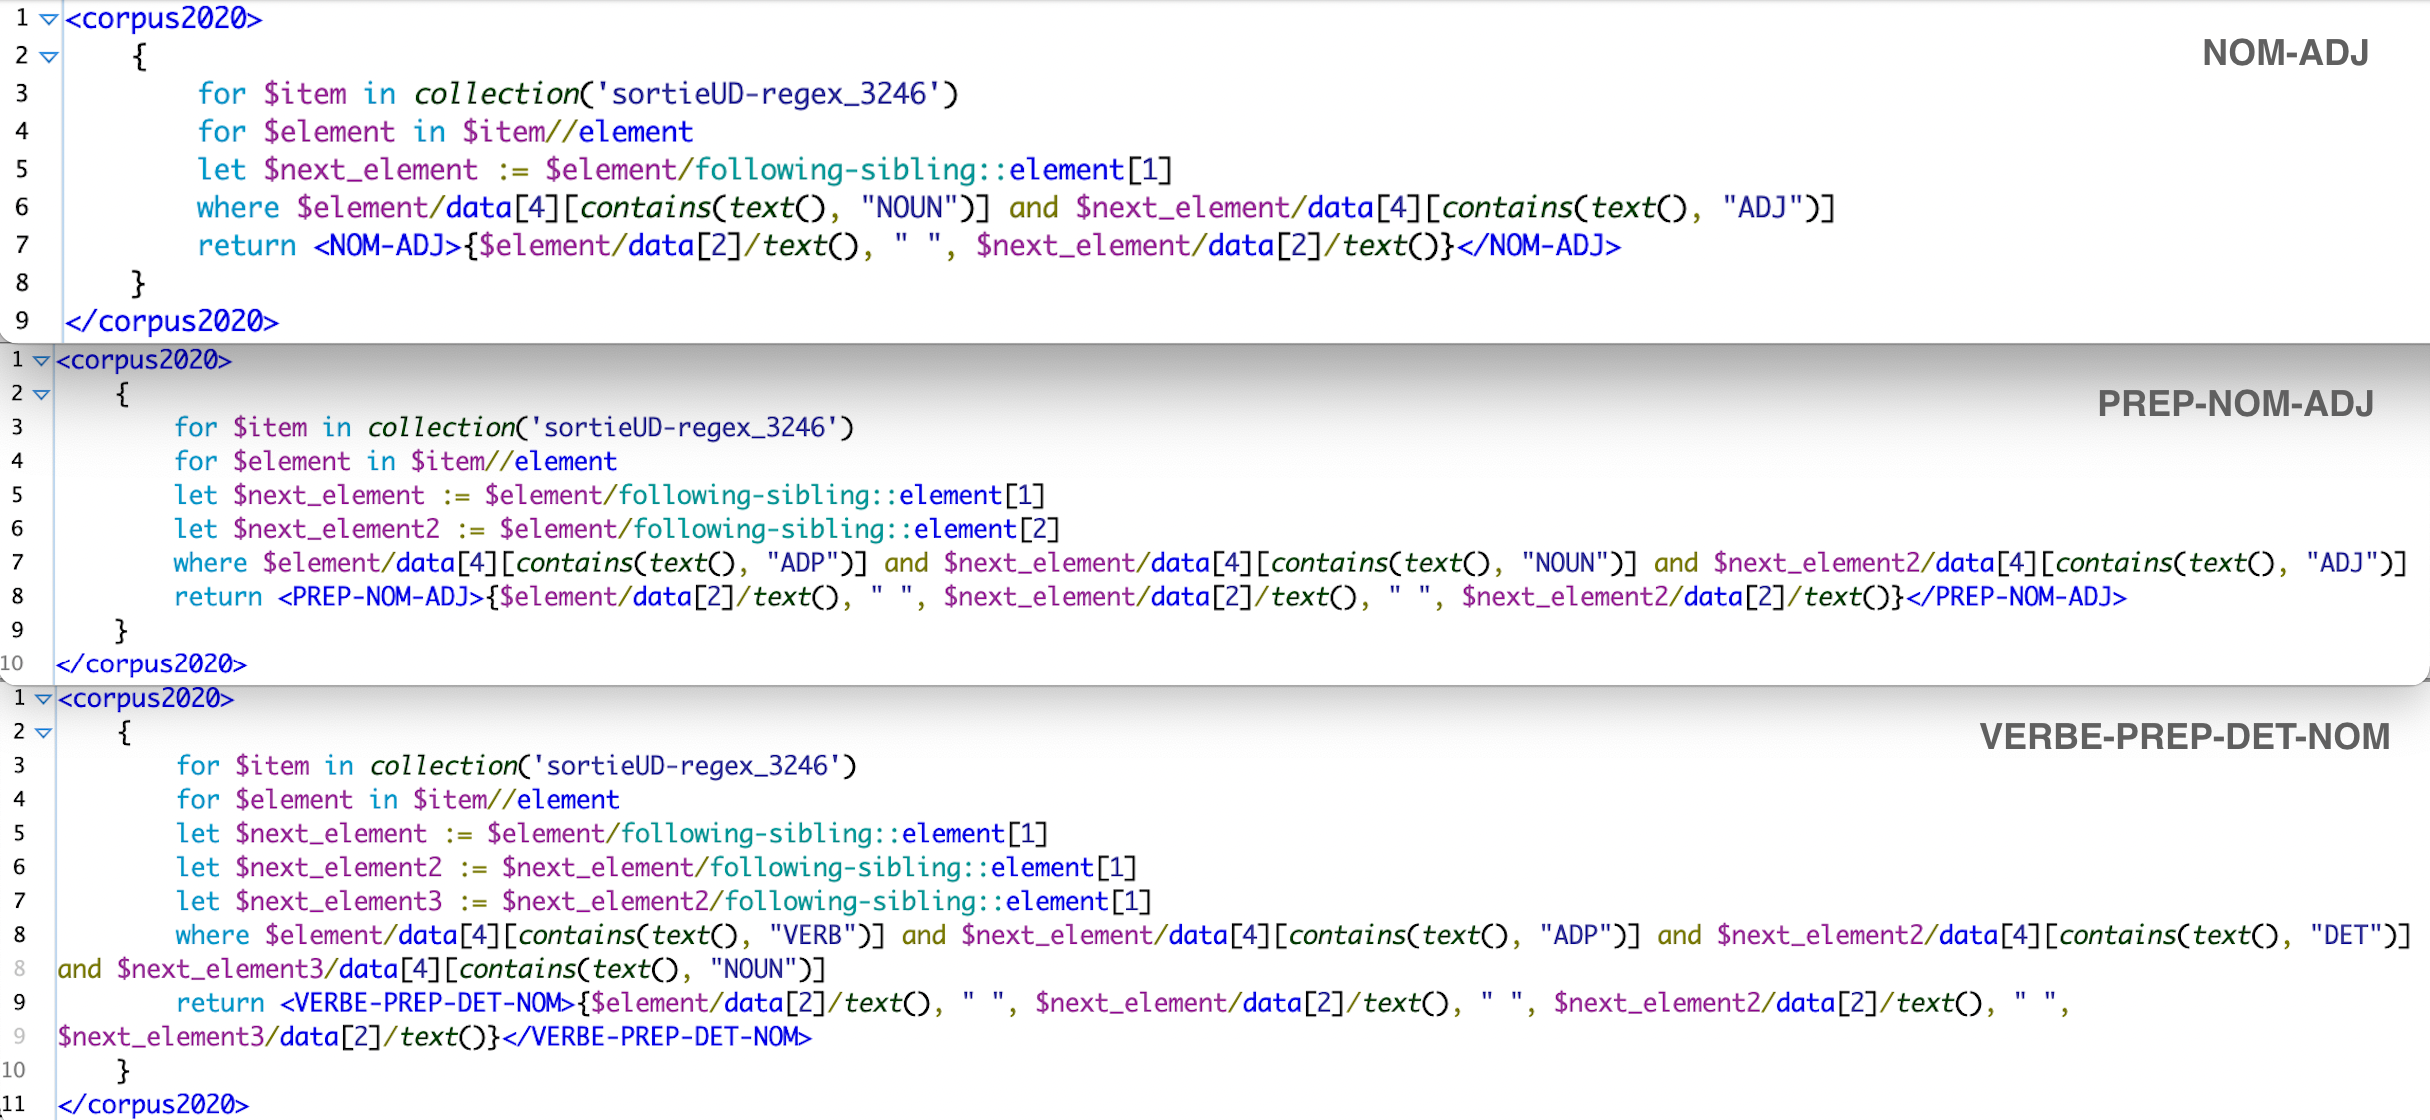 1 <corpus2020>
NOM-ADJ
2 {
3 for $item in collection('sortieUD-regex_3246')
4 for $element in $item//element
5 let $next_element := $element/following-sibling::element[1]
6 where $element/data[4][contains(text(), "NOUN")] and $next_element/data[4][contains(text(), "ADJ")]
7 return <NOM-ADJ>{$element/data[2]/text(), " ", $next_element/data[2]/text()}</NOM-ADJ>
8 }
9 </corpus2020>
1 <corpus2020>
PREP-NOM-ADJ
2 {
3 for $item in collection('sortieUD-regex_3246')
4 for $element in $item//element
5 let $next_element := $element/following-sibling::element[1]
6 let $next_element2 := $element/following-sibling::element[2]
7 where $element/data[4][contains(text(), "ADP")] and $next_element/data[4][contains(text(), "NOUN")] and $next_element2/data[4][contains(text(), "ADJ")]
8 return <PREP-NOM-ADJ>{$element/data[2]/text(), " ", $next_element/data[2]/text(), " ", $next_element2/data[2]/text()}</PREP-NOM-ADJ>
9 }
10 </corpus2020>
1 <corpus2020>
2 {
VERBE-PREP-DET-NOM
3 for $item in collection('sortieUD-regex_3246')
4 for $element in $item//element
5 let $next_element := $element/following-sibling::element[1]
6 let $next_element2 := $next_element/following-sibling::element[1]
7 let $next_element3 := $next_element2/following-sibling::element[1]
8 where $element/data[4][contains(text(), "VERB")] and $next_element/data[4][contains(text(), "ADP")] and $next_element2/data[4][contains(text(), "DET")]
8 and $next_element3/data[4][contains(text(), "NOUN")]
9 return <VERBE-PREP-DET-NOM>{$element/data[2]/text(), " ", $next_element/data[2]/text(), " ", $next_element2/data[2]/text(), " ",
9 $next_element3/data[2]/text()}</VERBE-PREP-DET-NOM>
10 }
11 </corpus2020>